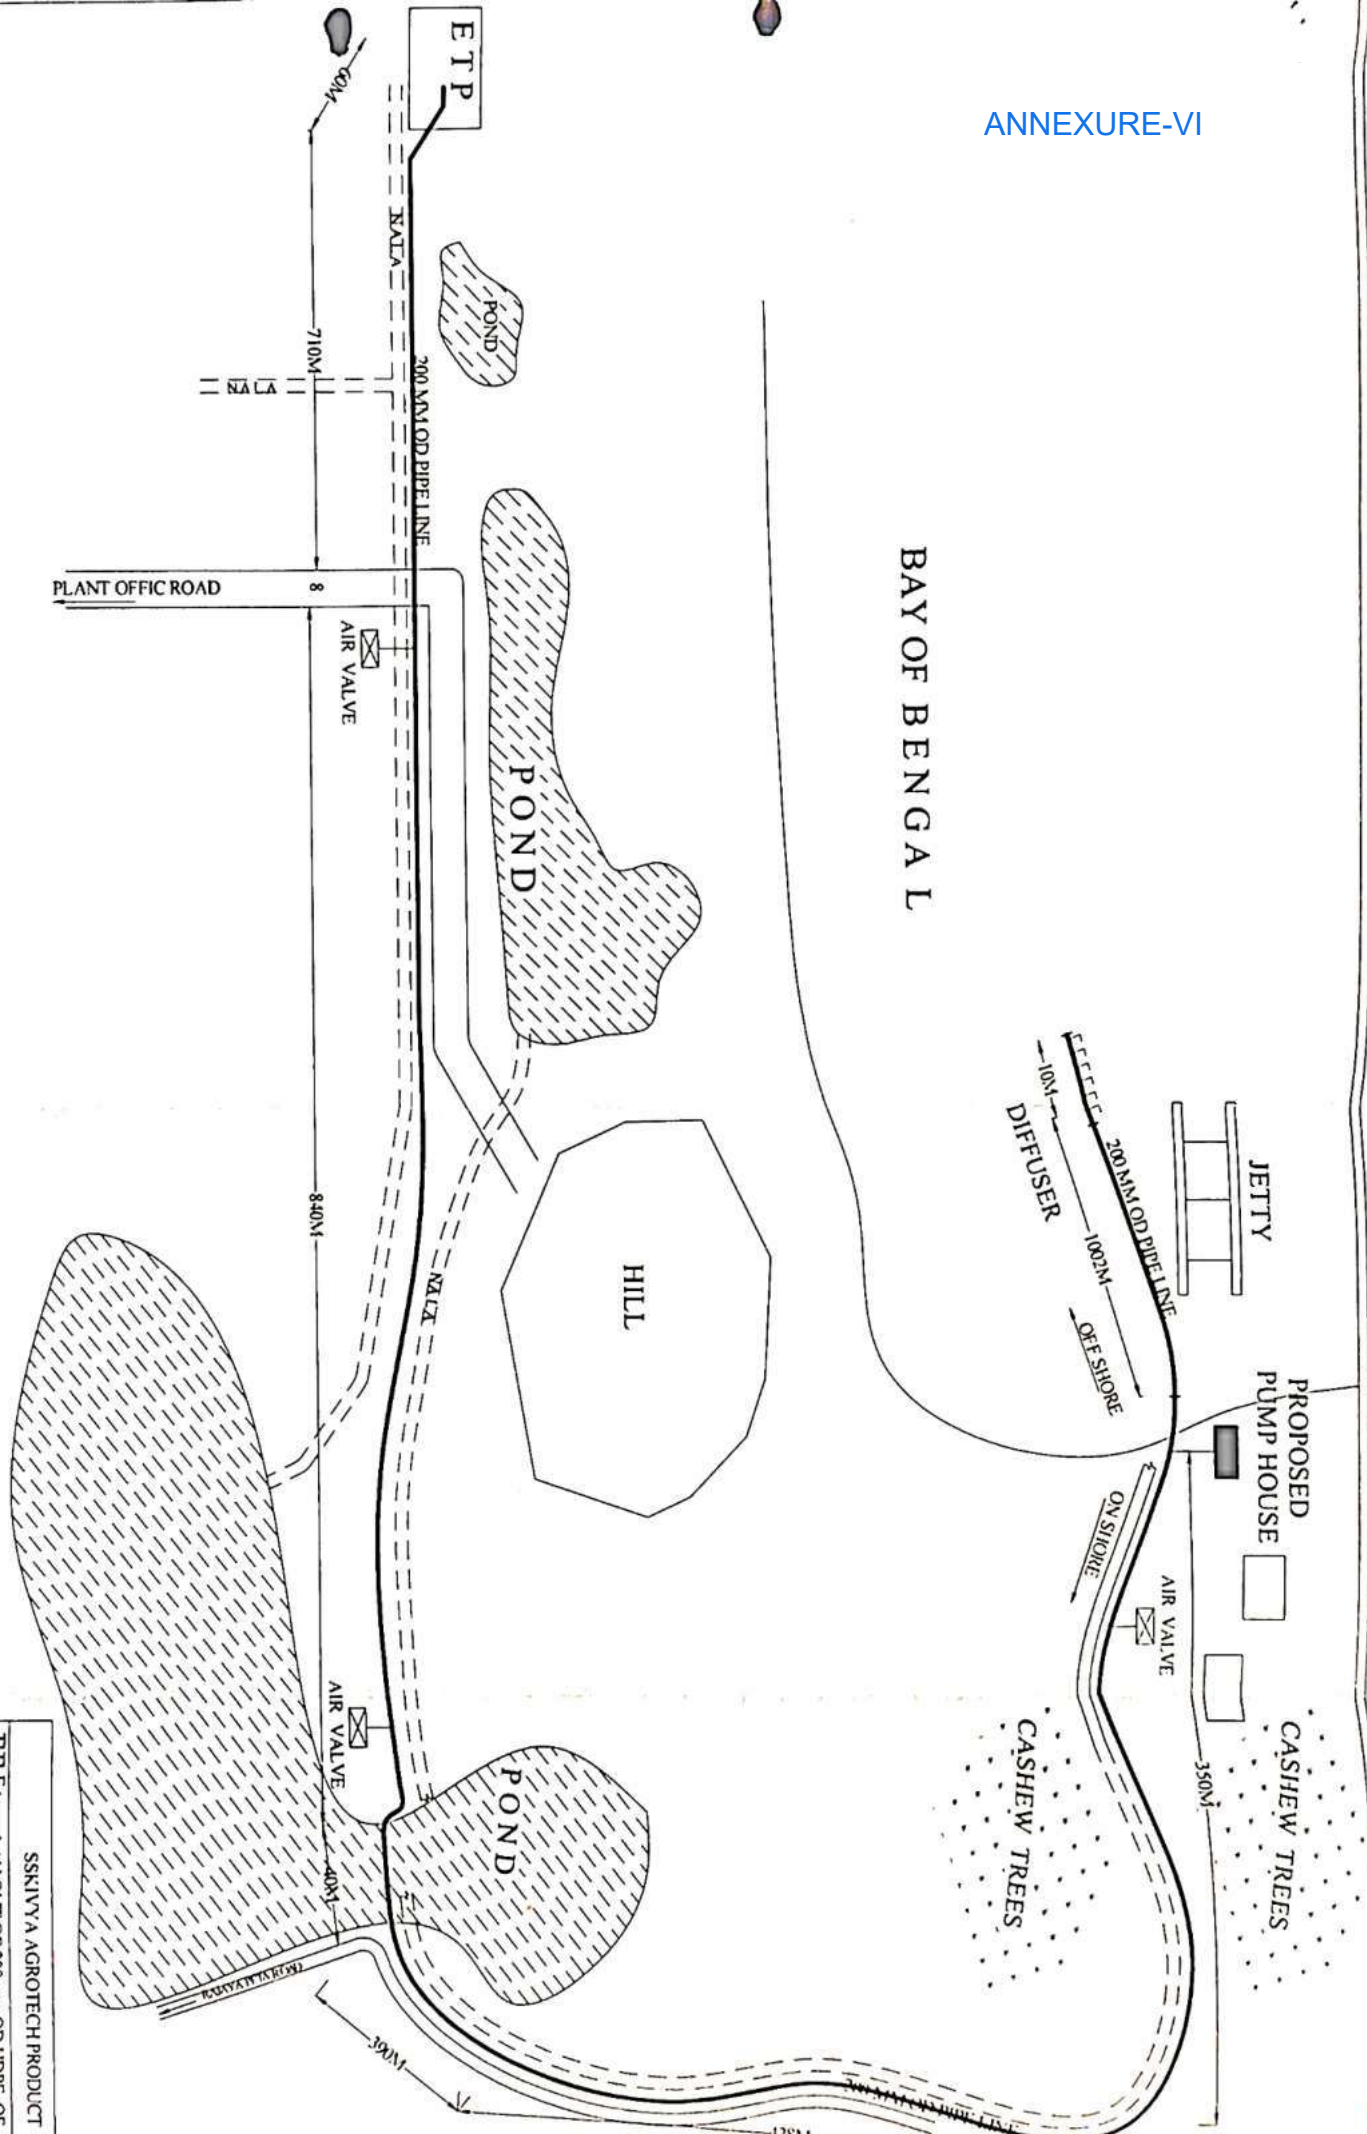 ANNEXURE-VI
E T P
60M
NALA
POND
710M
NALA
200 MM OD PIPE LINE
PLANT OFFIC ROAD
8
AIR VALVE
POND
BAY OF BENGAL
10M
DIFFUSER
200 MM OD PIPE LINE
JETTY
1002M
OFF SHORE
PROPOSED
PUMP HOUSE
840M
NALA
HILL
ON SHORE
AIR VALVE
AIR VALVE
POND
CASHEW TREES
350M
CASHEW TREES
40M
390M
SSKIVYA AGROTECH PRODUCT